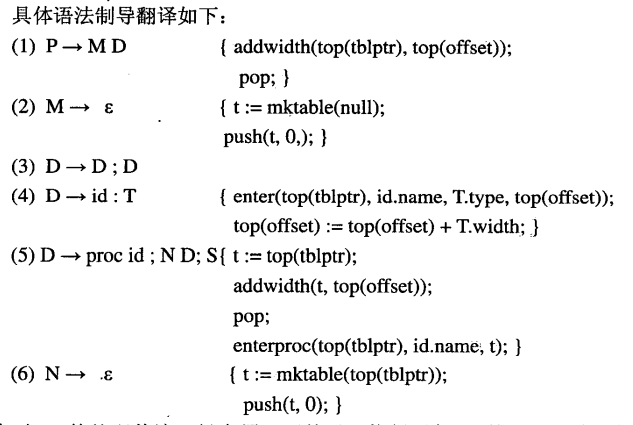 具体语法制导翻译如下：
(1) P → M D { addwidth(top(tblptr), top(offset));
pop; }
(2) M → ε { t := mktable(null);
push(t, 0,); }
(3) D → D ; D
(4) D → id : T { enter(top(tblptr), id.name, T.type, top(offset));
top(offset) := top(offset) + T.width; }
(5) D → proc id ; N D; S{ t := top(tblptr);
addwidth(t, top(offset));
pop;
enterproc(top(tblptr), id.name, t); }
(6) N → ε { t := mktable(top(tblptr));
push(t, 0); }